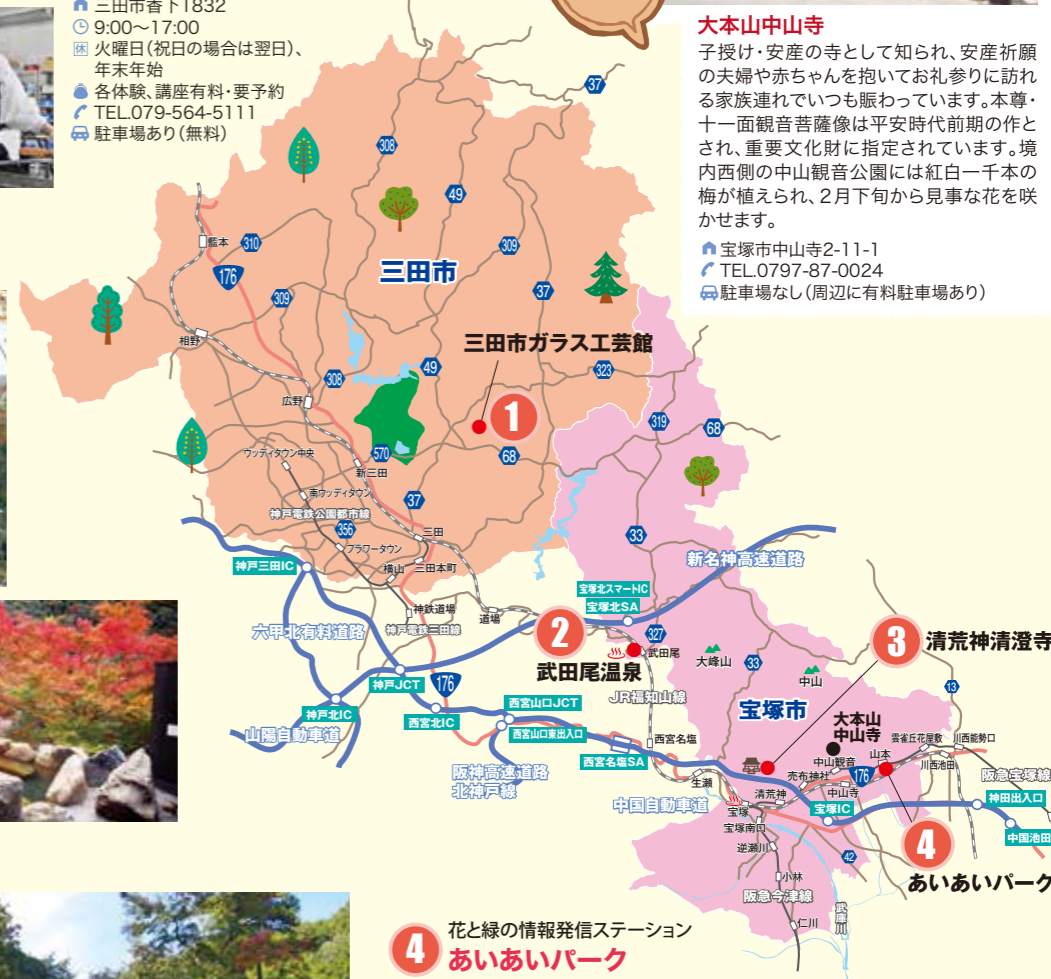 三田市香下1832
9:00〜17:00
休 火曜日(祝日の場合は翌日)、
年末年始
各体験、講座有料・要予約
TEL.079-564-5111
駐車場あり(無料)
大本山中山寺
子授け・安産の寺として知られ、安産祈願
の夫婦や赤ちゃんを抱いてお礼参りに訪れ
る家族連れでいつも賑わっています。本尊・
十一面観音菩薩像は平安時代前期の作と
され、重要文化財に指定されています。境
内西側の中山観音公園には紅白一千本の
梅が植えられ、2月下旬から見事な花を咲
かせます。
宝塚市中山寺2-11-1
TEL.0797-87-0024
駐車場なし(周辺に有料駐車場あり)
37
308
49
藍本
310
309
176
三田市
309
37
相野
三田市ガラス工芸館
49
323
308
広野
1
319
68
570
68
ウッディタウン中央
新三田
南ウッディタウン
37
神戸電鉄公園都市線
356
三田
33
フラワータウン
新名神高速道路
神戸三田IC
横山
三田本町
宝塚北スマートIC
宝塚北SA
神鉄道場
道場
六甲北有料道路
神戸電鉄三田線
2
327
武田尾
3
清荒神清澄寺
武田尾温泉
大峰山
33
中山
神戸JCT
176
JR福知山線
13
神戸北IC
西宮北IC
西宮山口JCT
宝塚市
大本山
中山寺
山陽自動車道
西宮山口東出入口
西宮名塩
雲雀丘花屋敷
川西能勢口
西宮名塩SA
中山観音
山本
川西池田
阪神高速道路
北神戸線
売布神社
176
阪急宝塚線
生瀬
清荒神
中山寺
中国自動車道
宝塚
宝塚IC
神田出入口
宝塚南口
中国池田
逆瀬川
42
4
小林
あいあいパーク
阪急今津線
武庫川
仁川
4
花と緑の情報発信ステーション
あいあいパーク